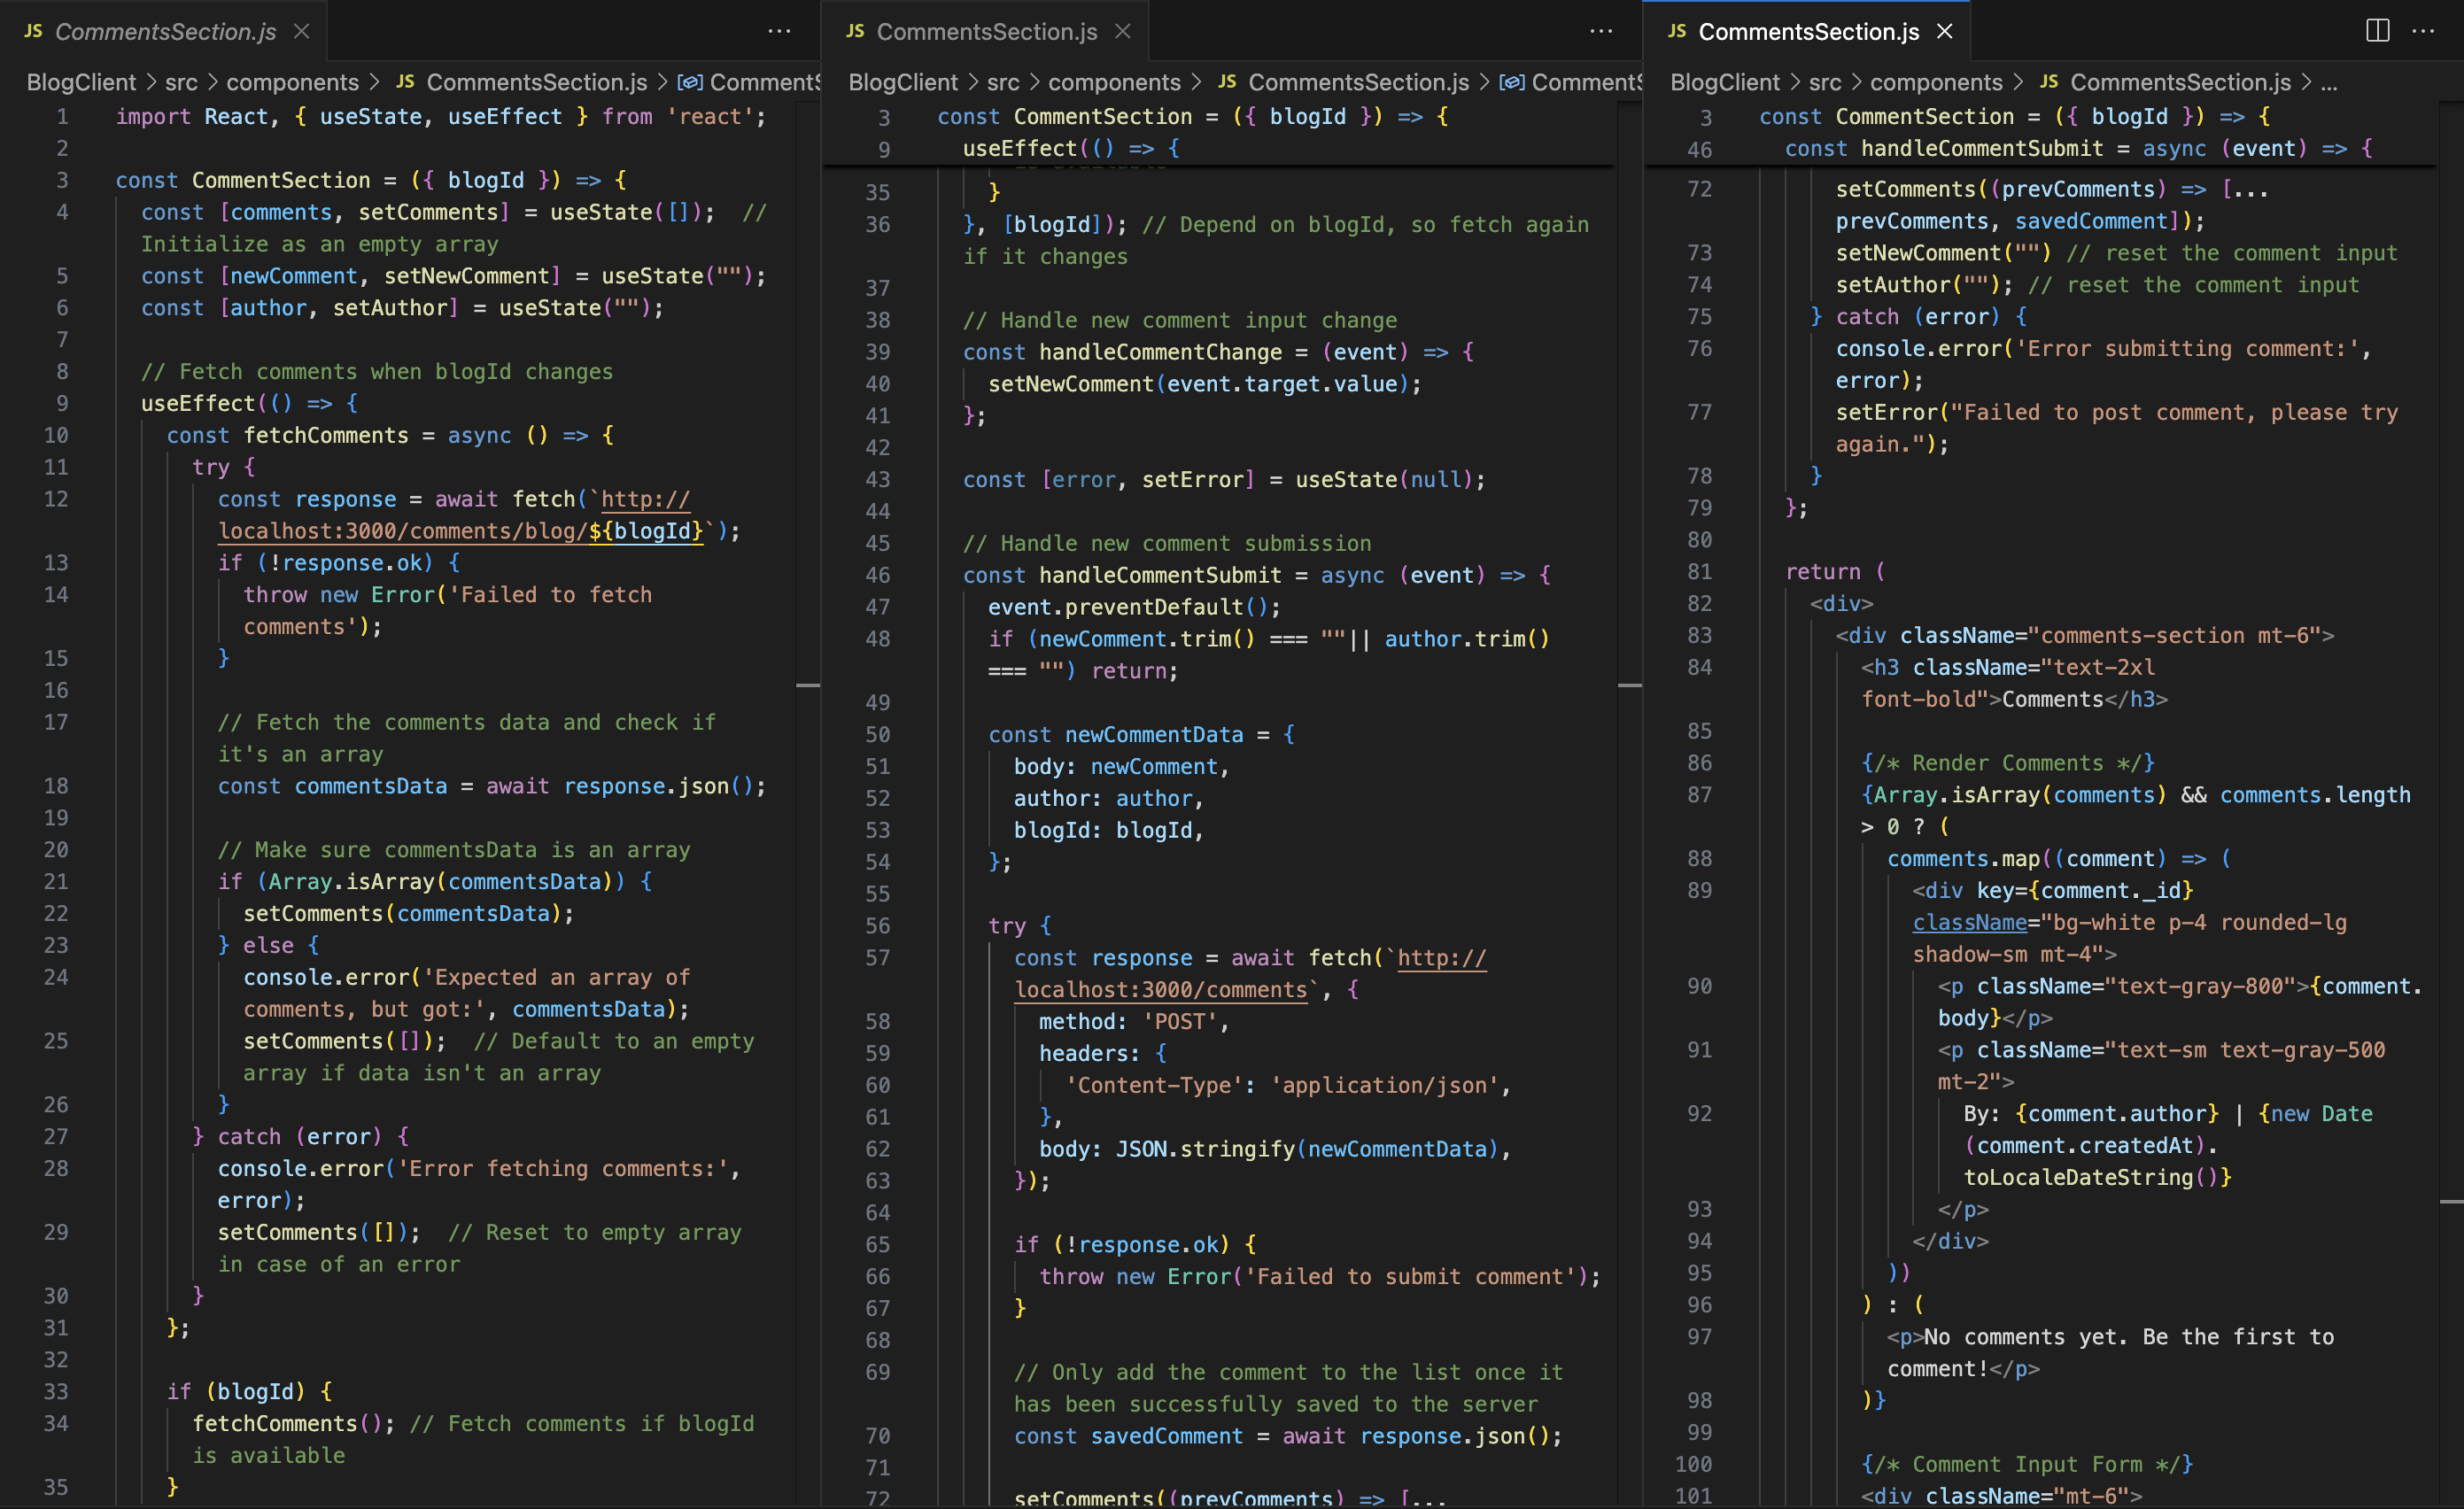 JS CommentsSection.js
BlogClient > src > components > JS CommentsSection.js > CommentS
1 import React, { useState, useEffect } from 'react';
2
3 const CommentSection = ({ blogId }) => {
4 const [comments, setComments] = useState([]);  //
Initialize as an empty array
5 const [newComment, setNewComment] = useState("");
6 const [author, setAuthor] = useState("");
7
8 // Fetch comments when blogId changes
9 useEffect(() => {
10 const fetchComments = async () => {
11 try {
12 const response = await fetch(`http://
localhost:3000/comments/blog/${blogId}`);
13 if (!response.ok) {
14 throw new Error('Failed to fetch
comments');
15 }
16
17 // Fetch the comments data and check if
it's an array
18 const commentsData = await response.json();
19
20 // Make sure commentsData is an array
21 if (Array.isArray(commentsData)) {
22 setComments(commentsData);
23 } else {
24 console.error('Expected an array of
comments, but got:', commentsData);
25 setComments([]);  // Default to an empty
array if data isn't an array
26 }
27 } catch (error) {
28 console.error('Error fetching comments:',
error);
29 setComments([]);  // Reset to empty array
in case of an error
30 }
31 };
32
33 if (blogId) {
34 fetchComments(); // Fetch comments if blogId
is available
35 }
JS CommentsSection.js
BlogClient > src > components > JS CommentsSection.js > CommentS
3 const CommentSection = ({ blogId }) => {
9 useEffect(() => {
35 }
36 }, [blogId]); // Depend on blogId, so fetch again
if it changes
37
38 // Handle new comment input change
39 const handleCommentChange = (event) => {
40 setNewComment(event.target.value);
41 };
42
43 const [error, setError] = useState(null);
44
45 // Handle new comment submission
46 const handleCommentSubmit = async (event) => {
47 event.preventDefault();
48 if (newComment.trim() === ""|| author.trim()
=== "") return;
49
50 const newCommentData = {
51 body: newComment,
52 author: author,
53 blogId: blogId,
54 };
55
56 try {
57 const response = await fetch(`http://
localhost:3000/comments`, {
58 method: 'POST',
59 headers: {
60 'Content-Type': 'application/json',
61 },
62 body: JSON.stringify(newCommentData),
63 });
64
65 if (!response.ok) {
66 throw new Error('Failed to submit comment');
67 }
68
69 // Only add the comment to the list once it
has been successfully saved to the server
70 const savedComment = await response.json();
71
72 setComments((prevComments) => [...
JS CommentsSection.js
BlogClient > src > components > JS CommentsSection.js > ...
3 const CommentSection = ({ blogId }) => {
46 const handleCommentSubmit = async (event) => {
72 setComments((prevComments) => [...
prevComments, savedComment]);
73 setNewComment("") // reset the comment input
74 setAuthor(""); // reset the comment input
75 } catch (error) {
76 console.error('Error submitting comment:',
error);
77 setError("Failed to post comment, please try
again.");
78 }
79 };
80
81 return (
82 <div>
83 <div className="comments-section mt-6">
84 <h3 className="text-2xl
font-bold">Comments</h3>
85
86 {/* Render Comments */}
87 {Array.isArray(comments) && comments.length
> 0 ? (
88 comments.map((comment) => (
89 <div key={comment._id}
className="bg-white p-4 rounded-lg
shadow-sm mt-4">
90 <p className="text-gray-800">{comment.
body}</p>
91 <p className="text-sm text-gray-500
mt-2">
92 By: {comment.author} | {new Date
(comment.createdAt).
toLocaleDateString()}
93 </p>
94 </div>
95 ))
96 ) : (
97 <p>No comments yet. Be the first to
comment!</p>
98 )}
99
100 {/* Comment Input Form */}
101 <div className="mt-6">